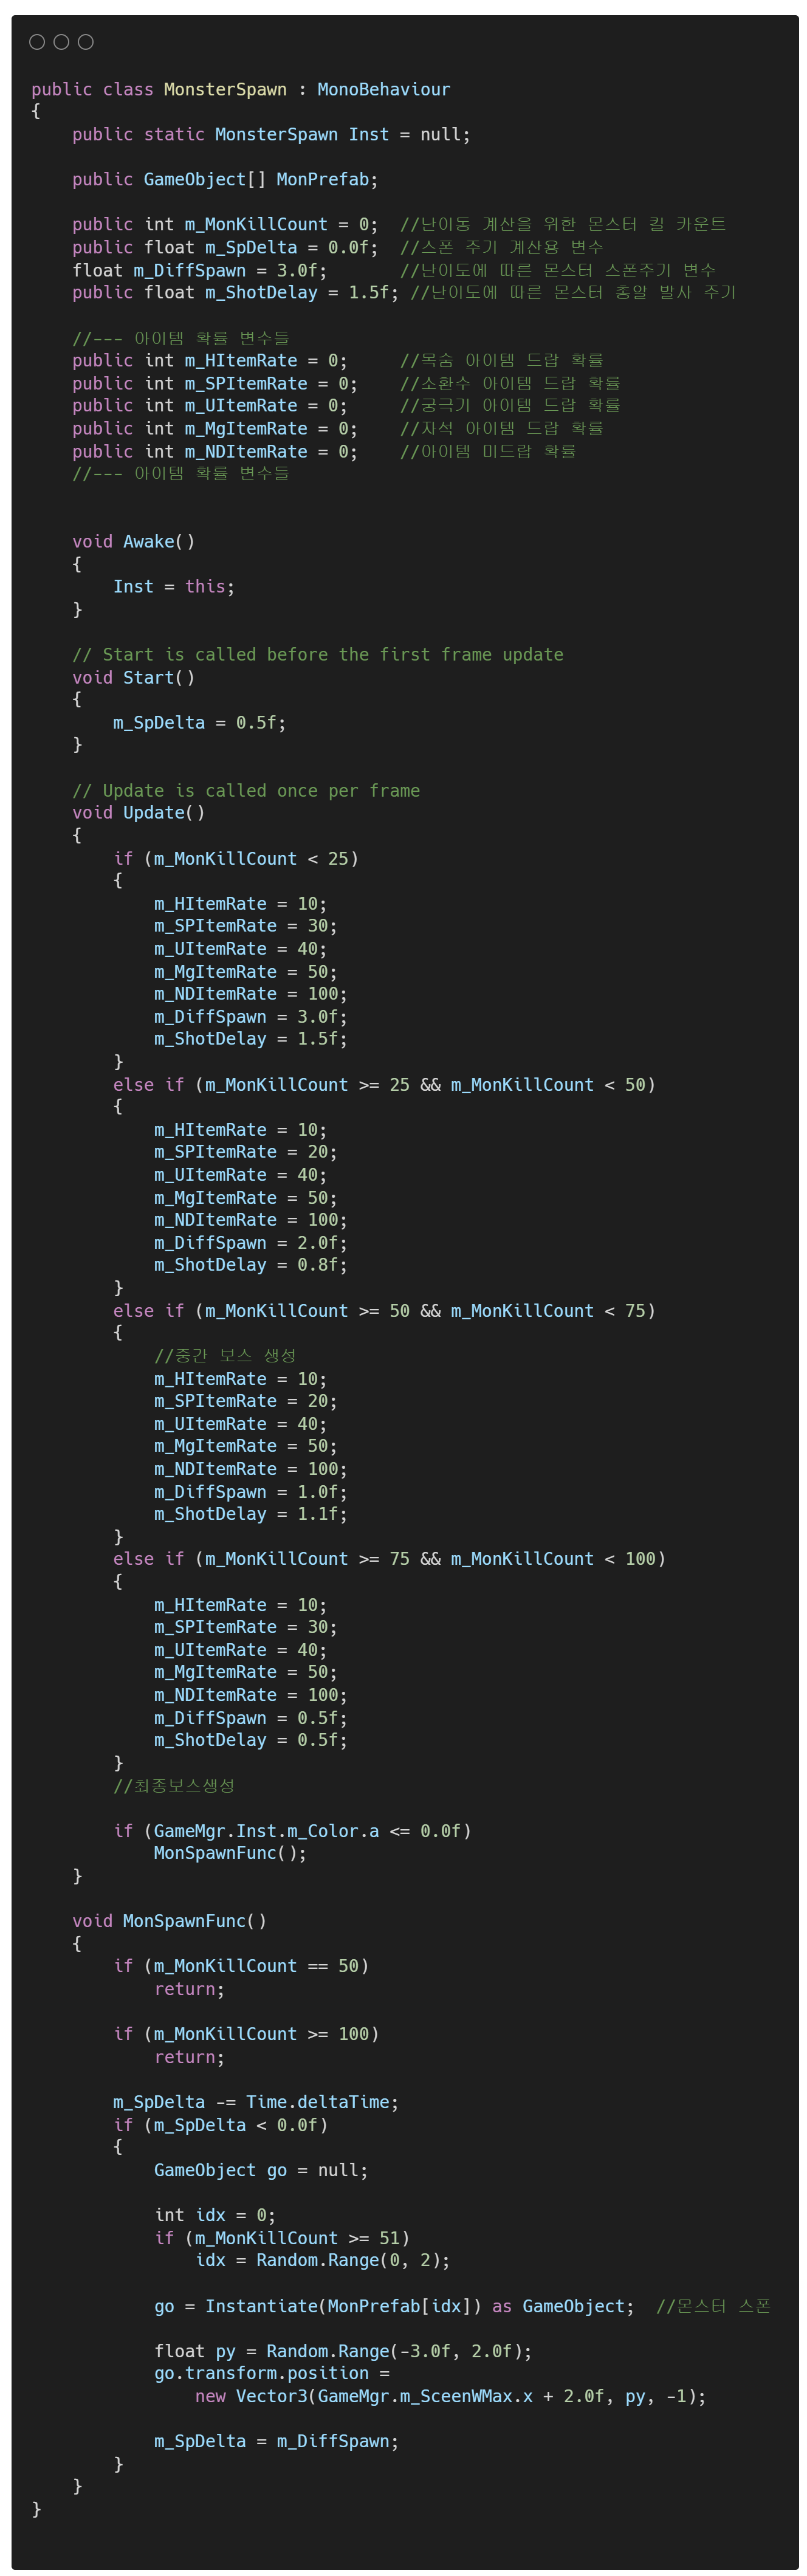 public class MonsterSpawn : MonoBehaviour
{
    public static MonsterSpawn Inst = null;

    public GameObject[] MonPrefab;

    public int m_MonKillCount = 0;  //난이동 계산을 위한 몬스터 킬 카운트
    public float m_SpDelta = 0.0f;  //스폰 주기 계산용 변수
    float m_DiffSpawn = 3.0f;       //난이도에 따른 몬스터 스폰주기 변수
    public float m_ShotDelay = 1.5f; //난이도에 따른 몬스터 총알 발사 주기

    //--- 아이템 확률 변수들
    public int m_HItemRate = 0;     //목숨 아이템 드랍 확률
    public int m_SPItemRate = 0;    //소환수 아이템 드랍 확률
    public int m_UItemRate = 0;     //궁극기 아이템 드랍 확률
    public int m_MgItemRate = 0;    //자석 아이템 드랍 확률
    public int m_NDItemRate = 0;    //아이템 미드랍 확률
    //--- 아이템 확률 변수들


    void Awake()
    {
        Inst = this;
    }

    // Start is called before the first frame update
    void Start()
    {
        m_SpDelta = 0.5f;
    }

    // Update is called once per frame
    void Update()
    {
        if (m_MonKillCount < 25)
        {
            m_HItemRate = 10;
            m_SPItemRate = 30;
            m_UItemRate = 40;
            m_MgItemRate = 50;
            m_NDItemRate = 100;
            m_DiffSpawn = 3.0f;
            m_ShotDelay = 1.5f;
        }
        else if (m_MonKillCount >= 25 && m_MonKillCount < 50)
        {
            m_HItemRate = 10;
            m_SPItemRate = 20;
            m_UItemRate = 40;
            m_MgItemRate = 50;
            m_NDItemRate = 100;
            m_DiffSpawn = 2.0f;
            m_ShotDelay = 0.8f;
        }
        else if (m_MonKillCount >= 50 && m_MonKillCount < 75)
        {
            //중간 보스 생성
            m_HItemRate = 10;
            m_SPItemRate = 20;
            m_UItemRate = 40;
            m_MgItemRate = 50;
            m_NDItemRate = 100;
            m_DiffSpawn = 1.0f;
            m_ShotDelay = 1.1f;
        }
        else if (m_MonKillCount >= 75 && m_MonKillCount < 100)
        {
            m_HItemRate = 10;
            m_SPItemRate = 30;
            m_UItemRate = 40;
            m_MgItemRate = 50;
            m_NDItemRate = 100;
            m_DiffSpawn = 0.5f;
            m_ShotDelay = 0.5f;
        }
        //최종보스생성

        if (GameMgr.Inst.m_Color.a <= 0.0f)
            MonSpawnFunc();
    }

    void MonSpawnFunc()
    {
        if (m_MonKillCount == 50)
            return;

        if (m_MonKillCount >= 100)
            return;

        m_SpDelta -= Time.deltaTime;
        if (m_SpDelta < 0.0f)
        {
            GameObject go = null;

            int idx = 0;
            if (m_MonKillCount >= 51)
                idx = Random.Range(0, 2);

            go = Instantiate(MonPrefab[idx]) as GameObject;  //몬스터 스폰

            float py = Random.Range(-3.0f, 2.0f);
            go.transform.position =
                new Vector3(GameMgr.m_SceenWMax.x + 2.0f, py, -1);

            m_SpDelta = m_DiffSpawn;
        }
    }
}